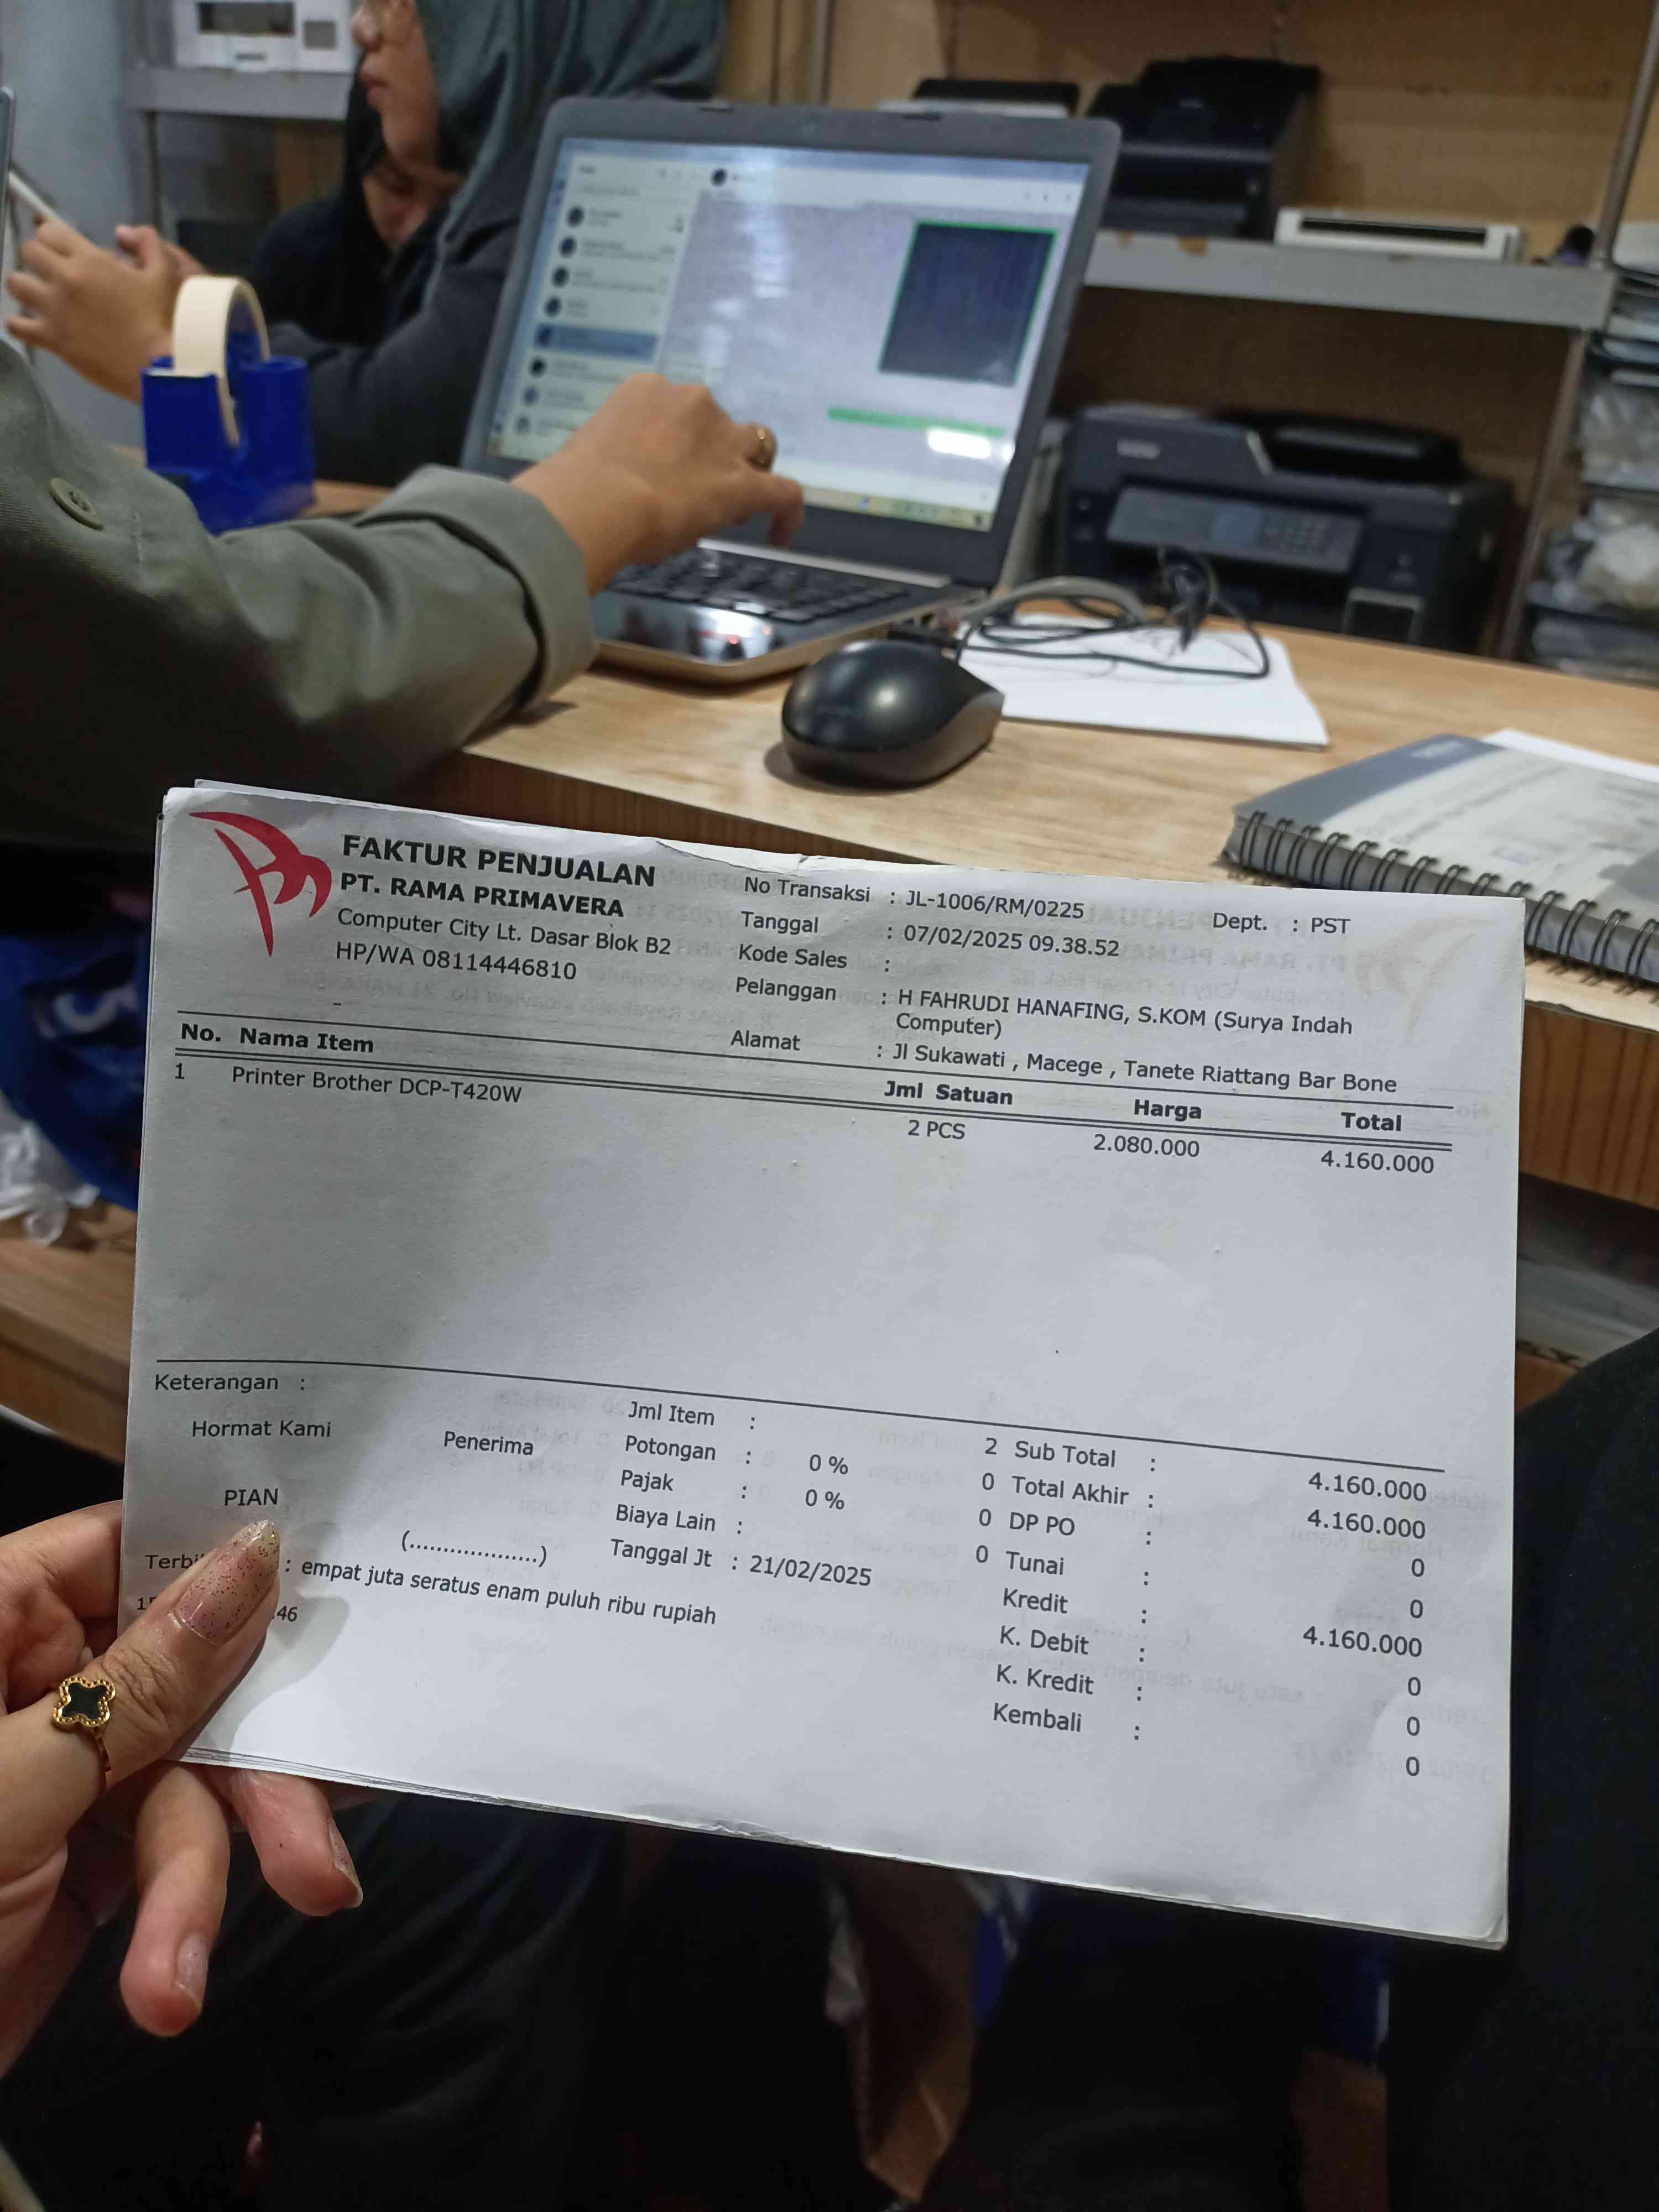 FAKTUR PENJUALAN
PT. RAMA PRIMAVERA
Computer City Lt. Dasar Blok B2
HP/WA 08114446810
-
No Transaksi : JL-1006/RM/0225 Dept. : PST
Tanggal : 07/02/2025 09.38.52
Kode Sales :
Pelanggan : H FAHRUDI HANAFING, S.KOM (Surya Indah
Computer)
Alamat : Jl Sukawati , Macege , Tanete Riattang Bar Bone
No. Nama Item Jml Satuan Harga Total
1 Printer Brother DCP-T420W 2 PCS 2.080.000 4.160.000
Keterangan :
Hormat Kami Penerima
PIAN
(...................)
Jml Item : 2
Potongan : 0 % 0
Pajak : 0 % 0
Biaya Lain : 0
Tanggal Jt : 21/02/2025
Sub Total : 4.160.000
Total Akhir : 4.160.000
DP PO : 0
Tunai : 0
Kredit : 4.160.000
K. Debit : 0
K. Kredit : 0
Kembali : 0
: empat juta seratus enam puluh ribu rupiah